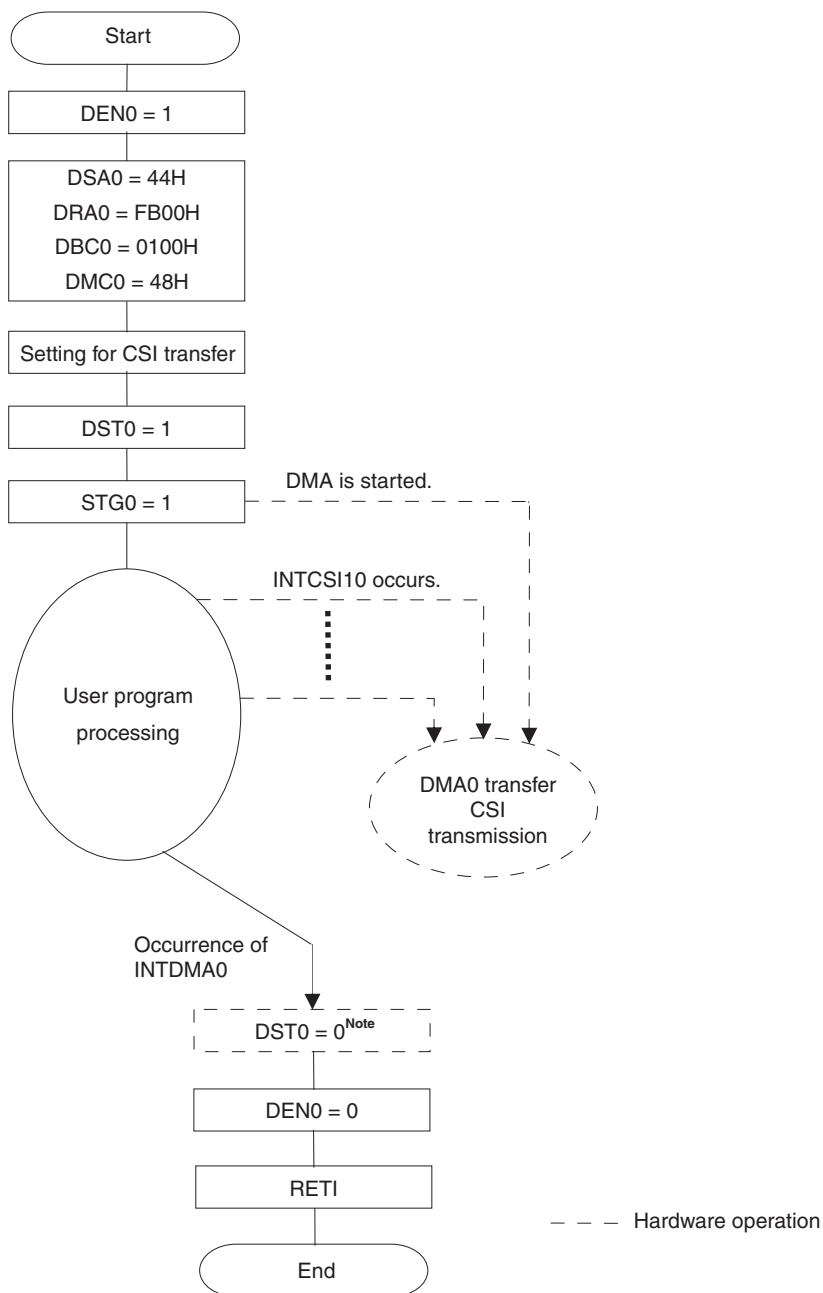 Start
DEN0 = 1
DSA0 = 44H
DRA0 = FB00H
DBC0 = 0100H
DMC0 = 48H
Setting for CSI transfer
DST0 = 1
STG0 = 1
DMA is started.
INTCSI10 occurs.
User program
processing
DMA0 transfer
CSI
transmission
Occurrence of
INTDMA0
DST0 = 0Note
DEN0 = 0
RETI
Hardware operation
End